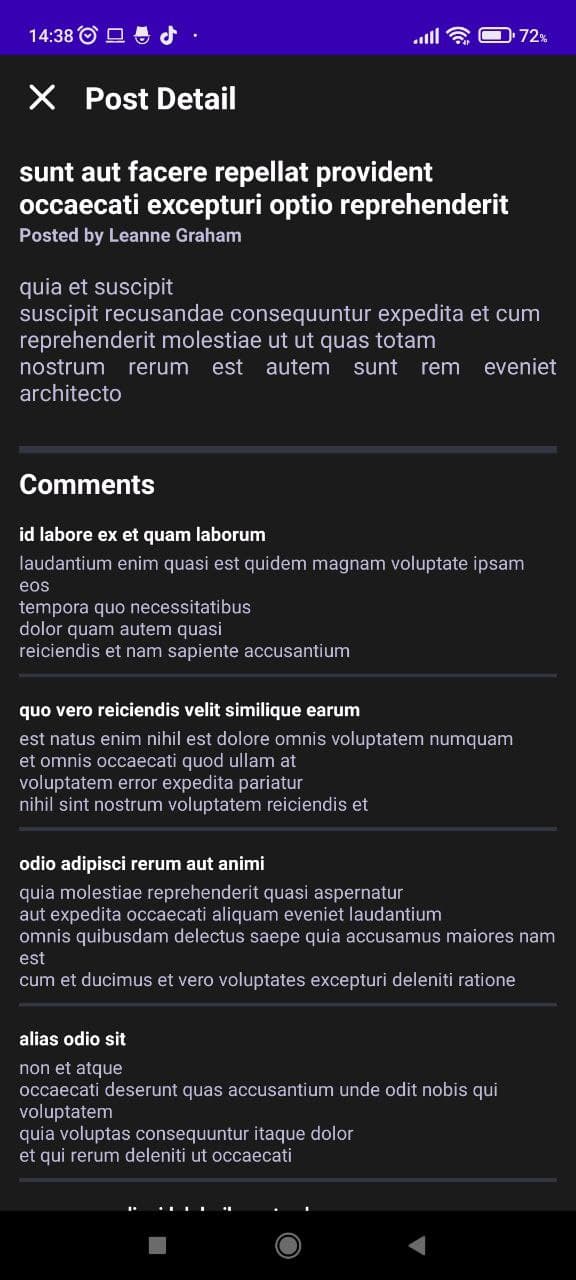 14:38
72%
Post Detail
sunt aut facere repellat provident
occaecati excepturi optio reprehenderit
Posted by Leanne Graham
quia et suscipit
suscipit recusandae consequuntur expedita et cum
reprehenderit molestiae ut ut quas totam
nostrum rerum est autem sunt rem eveniet
architecto
Comments
id labore ex et quam laborum
laudantium enim quasi est quidem magnam voluptate ipsam
eos
tempora quo necessitatibus
dolor quam autem quasi
reiciendis et nam sapiente accusantium
quo vero reiciendis velit similique earum
est natus enim nihil est dolore omnis voluptatem numquam
et omnis occaecati quod ullam at
voluptatem error expedita pariatur
nihil sint nostrum voluptatem reiciendis et
odio adipisci rerum aut animi
quia molestiae reprehenderit quasi aspernatur
aut expedita occaecati aliquam eveniet laudantium
omnis quibusdam delectus saepe quia accusamus maiores nam
est
cum et ducimus et vero voluptates excepturi deleniti ratione
alias odio sit
non et atque
occaecati deserunt quas accusantium unde odit nobis qui
voluptatem
quia voluptas consequuntur itaque dolor
et qui rerum deleniti ut occaecati